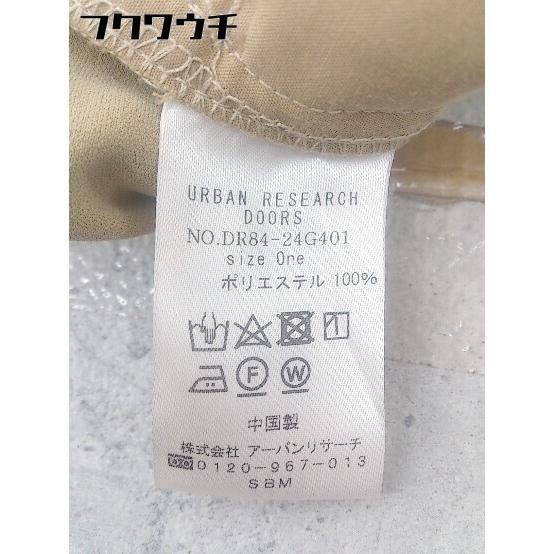 フクワウチ
URBAN RESEARCH
DOORS
NO.DR84-24G401
size One
ポリエステル 100%
F W
中国製
株式会社 アーバンリサーチ
0120-967-013
SBM